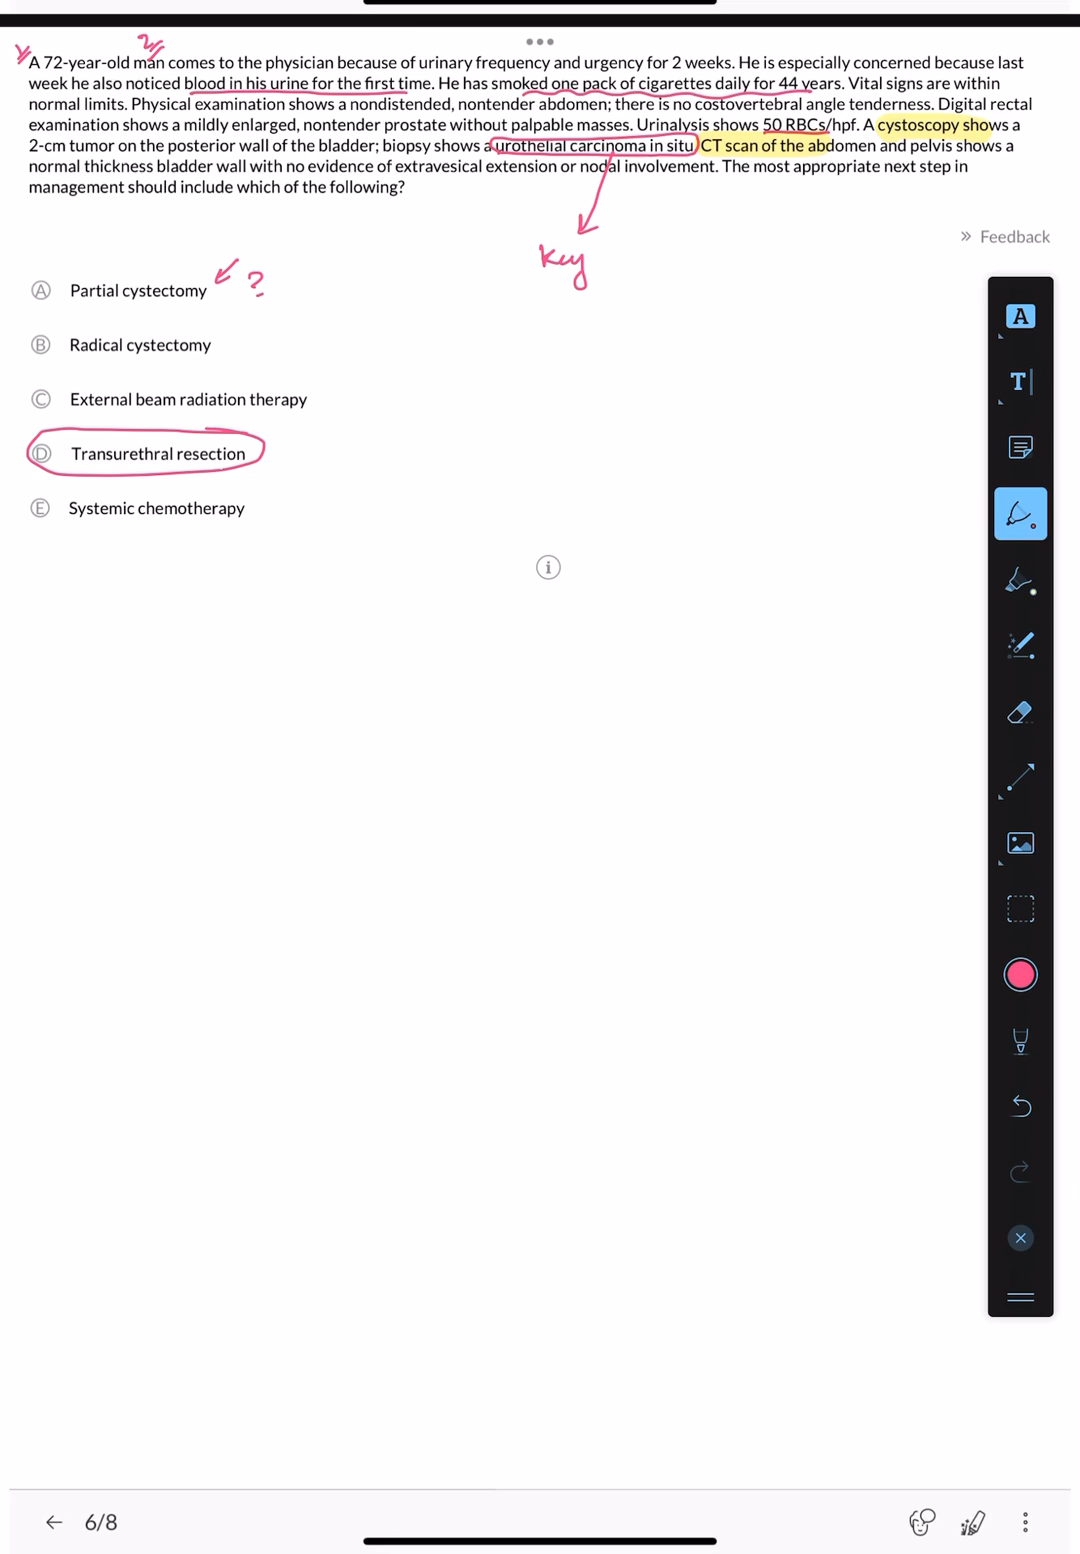 1/ 2/
A 72-year-old man comes to the physician because of urinary frequency and urgency for 2 weeks. He is especially concerned because last
week he also noticed blood in his urine for the first time. He has smoked one pack of cigarettes daily for 44 years. Vital signs are within
normal limits. Physical examination shows a nondistended, nontender abdomen; there is no costovertebral angle tenderness. Digital rectal
examination shows a mildly enlarged, nontender prostate without palpable masses. Urinalysis shows 50 RBCs/hpf. A cystoscopy shows a
2-cm tumor on the posterior wall of the bladder; biopsy shows a urothelial carcinoma in situ. CT scan of the abdomen and pelvis shows a
normal thickness bladder wall with no evidence of extravesical extension or nodal involvement. The most appropriate next step in
management should include which of the following?
» Feedback
Key
A Partial cystectomy ?
B Radical cystectomy
C External beam radiation therapy
D Transurethral resection
E Systemic chemotherapy
i
A
T
6/8